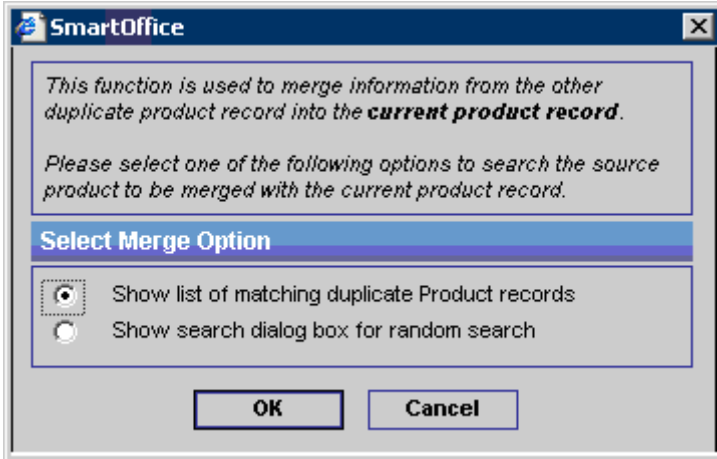 SmartOffice
This function is used to merge information from the other
duplicate product record into the current product record.
Please select one of the following options to search the source
product to be merged with the current product record.
Select Merge Option
Show list of matching duplicate Product records
Show search dialog box for random search
OK
Cancel